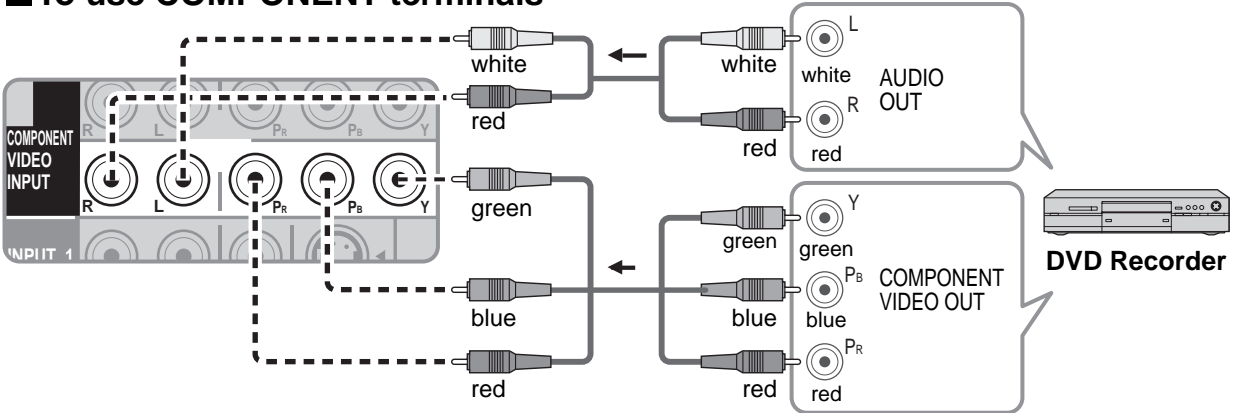 To use COMPONENT terminals
white
white
white
L
AUDIO
OUT
R
red
red
red
R L PR PB Y
COMPONENT
VIDEO
INPUT
R L PR PB Y
INPUT 1
green
green
green
Y
COMPONENT
VIDEO OUT
PB
blue
blue
blue
PR
red
red
red
DVD Recorder